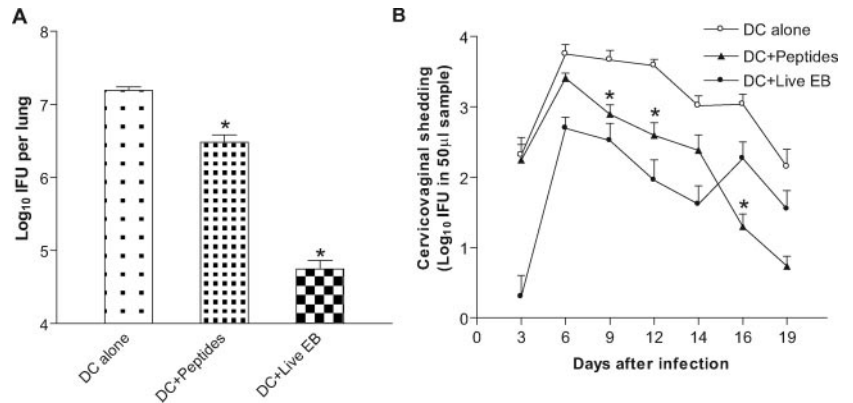 A
Log₁₀ IFU per lung
8
7
6
5
4
*
*
DC alone
DC+Peptides
DC+Live EB
B
Cervicovaginal shedding
(Log₁₀ IFU in 50μl sample)
4
3
2
1
0
DC alone
DC+Peptides
DC+Live EB
*
*
*
0 3 6 9 12 14 16 19
Days after infection